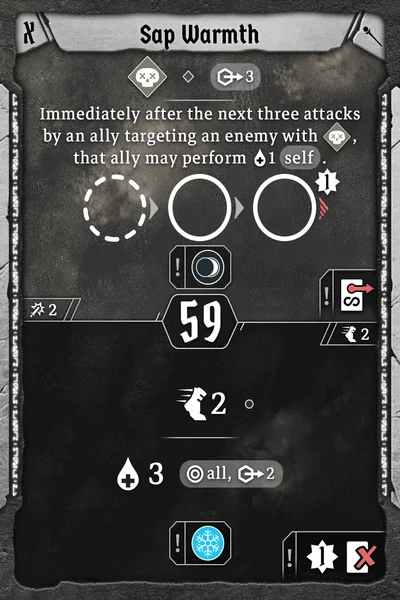 X Sap Warmth
3
Immediately after the next three attacks
by an ally targeting an enemy with ,
that ally may perform 1 self .
1
! 
! S
2
59
2
2
3 all, 2
!
! 1